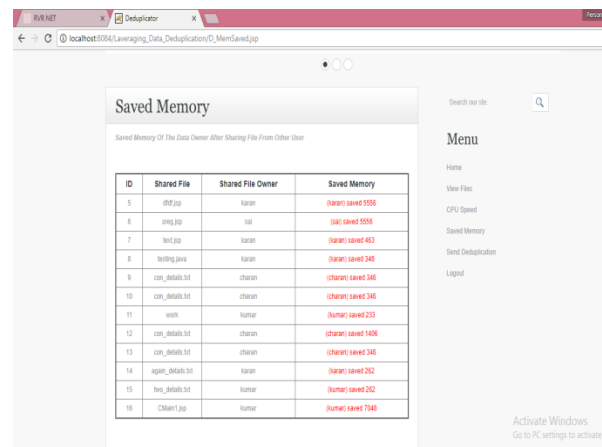 RVR NET x Deduplicator x Person
localhost:8084/Laveraging_Data_Deduplication/D_MemSaved.jsp
Saved Memory
Saved Memory Of The Data Owner After Sharing File From Other User
ID Shared File Shared File Owner Saved Memory
5 dfdf.jsp karan (karan) saved 5556
6 oreg.jsp sai (sai) saved 5556
7 text.jsp karan (karan) saved 463
8 testing.java karan (karan) saved 346
9 con_details.txt charan (charan) saved 346
10 con_details.txt charan (charan) saved 346
11 work kumar (kumar) saved 233
12 con_details.txt charan (charan) saved 1406
13 con_details.txt charan (charan) saved 346
14 again_details.txt karan (karan) saved 262
15 two_details.txt kumar (kumar) saved 262
16 CMain1.jsp kumar (kumar) saved 7048
Search our site:
Menu
Home
View Files
CPU Speed
Saved Memory
Send Deduplication
Logout
Activate Windows
Go to PC settings to activate